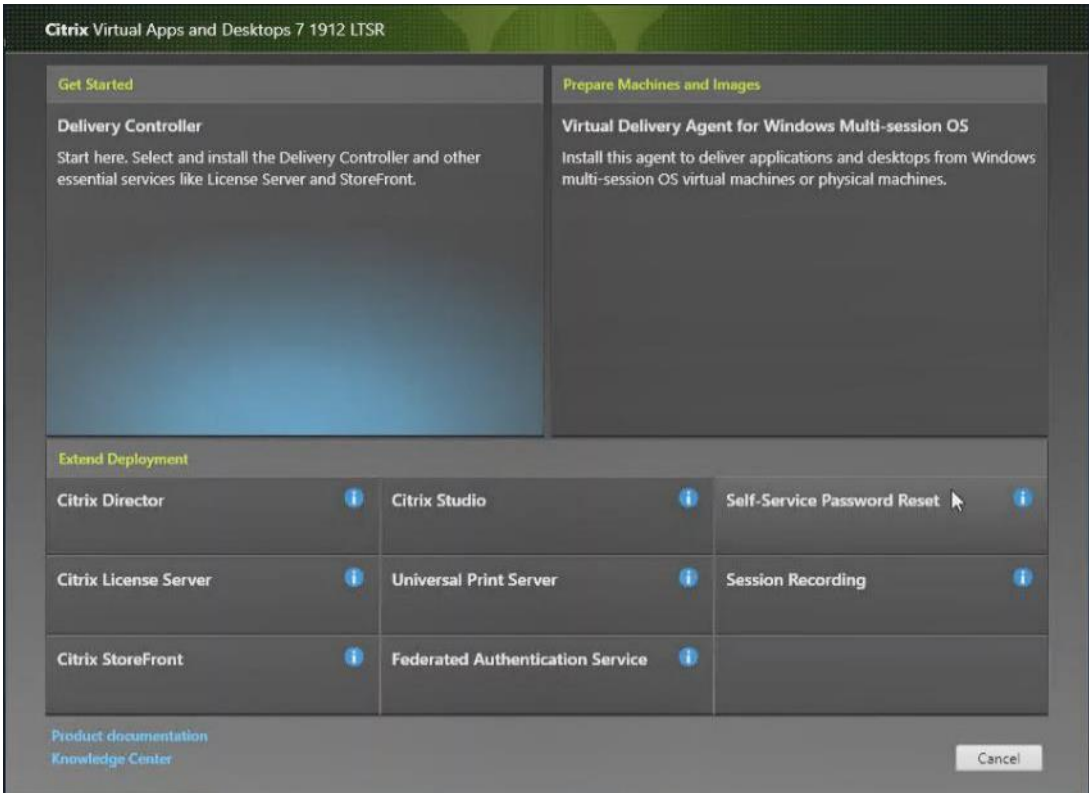 Citrix Virtual Apps and Desktops 7 1912 LTSR
Get Started
Delivery Controller
Start here. Select and install the Delivery Controller and other
essential services like License Server and StoreFront.
Prepare Machines and Images
Virtual Delivery Agent for Windows Multi-session OS
Install this agent to deliver applications and desktops from Windows
multi-session OS virtual machines or physical machines.
Extend Deployment
Citrix Director
Citrix Studio
Self-Service Password Reset
Citrix License Server
Universal Print Server
Session Recording
Citrix StoreFront
Federated Authentication Service
Product documentation
Knowledge Center
Cancel